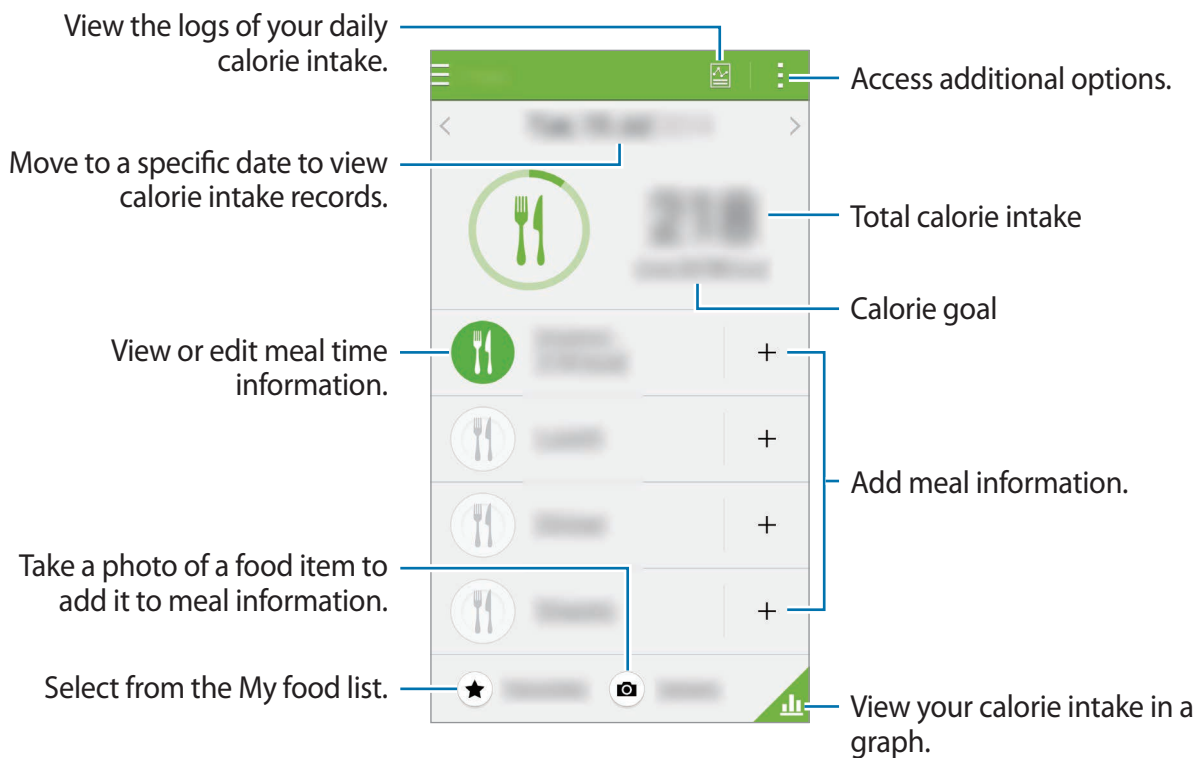 View the logs of your daily
calorie intake.
Access additional options.
Move to a specific date to view
calorie intake records.
Total calorie intake
Calorie goal
View or edit meal time
information.
Add meal information.
Take a photo of a food item to
add it to meal information.
Select from the My food list.
View your calorie intake in a
graph.